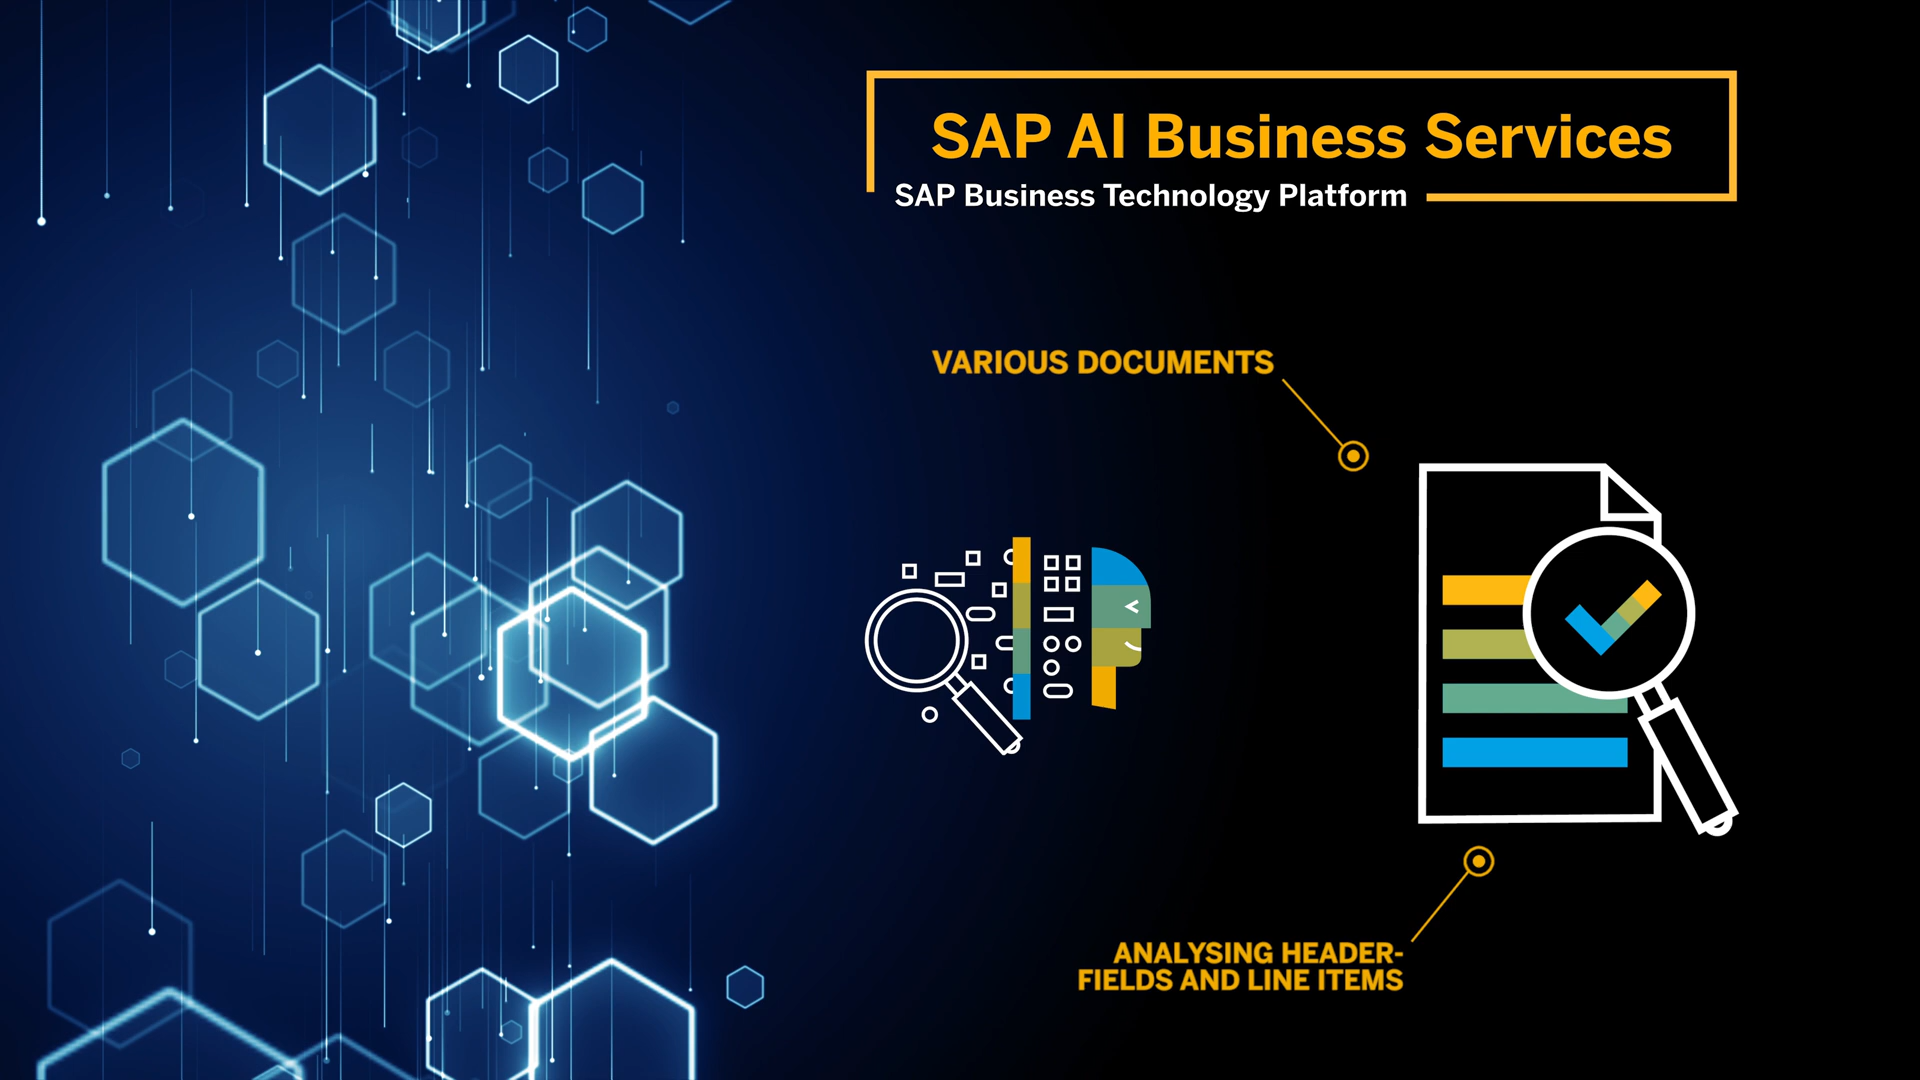 SAP AI Business Services
SAP Business Technology Platform
VARIOUS DOCUMENTS
ANALYSING HEADER-
FIELDS AND LINE ITEMS